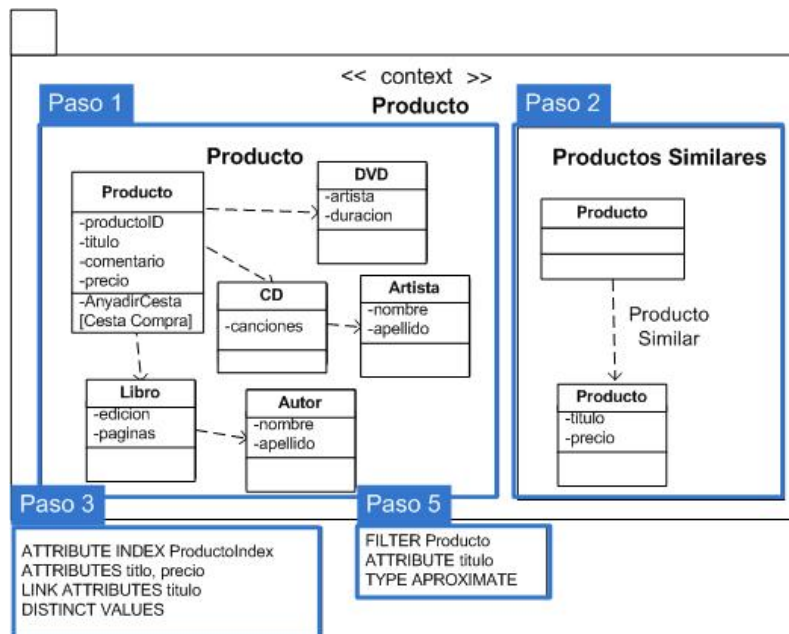 << context >>
Producto
Paso 1
Producto
Producto
-productoID
-titulo
-comentario
-precio
-AnyadirCesta
[Cesta Compra]
DVD
-artista
-duracion
CD
-canciones
Artista
-nombre
-apellido
Libro
-edicion
-paginas
Autor
-nombre
-apellido
Paso 2
Productos Similares
Producto
Producto
Similar
Producto
-titulo
-precio
Paso 3
ATTRIBUTE INDEX ProductoIndex
ATTRIBUTES titlo, precio
LINK ATTRIBUTES titulo
DISTINCT VALUES
Paso 5
FILTER Producto
ATTRIBUTE titulo
TYPE APROXIMATE